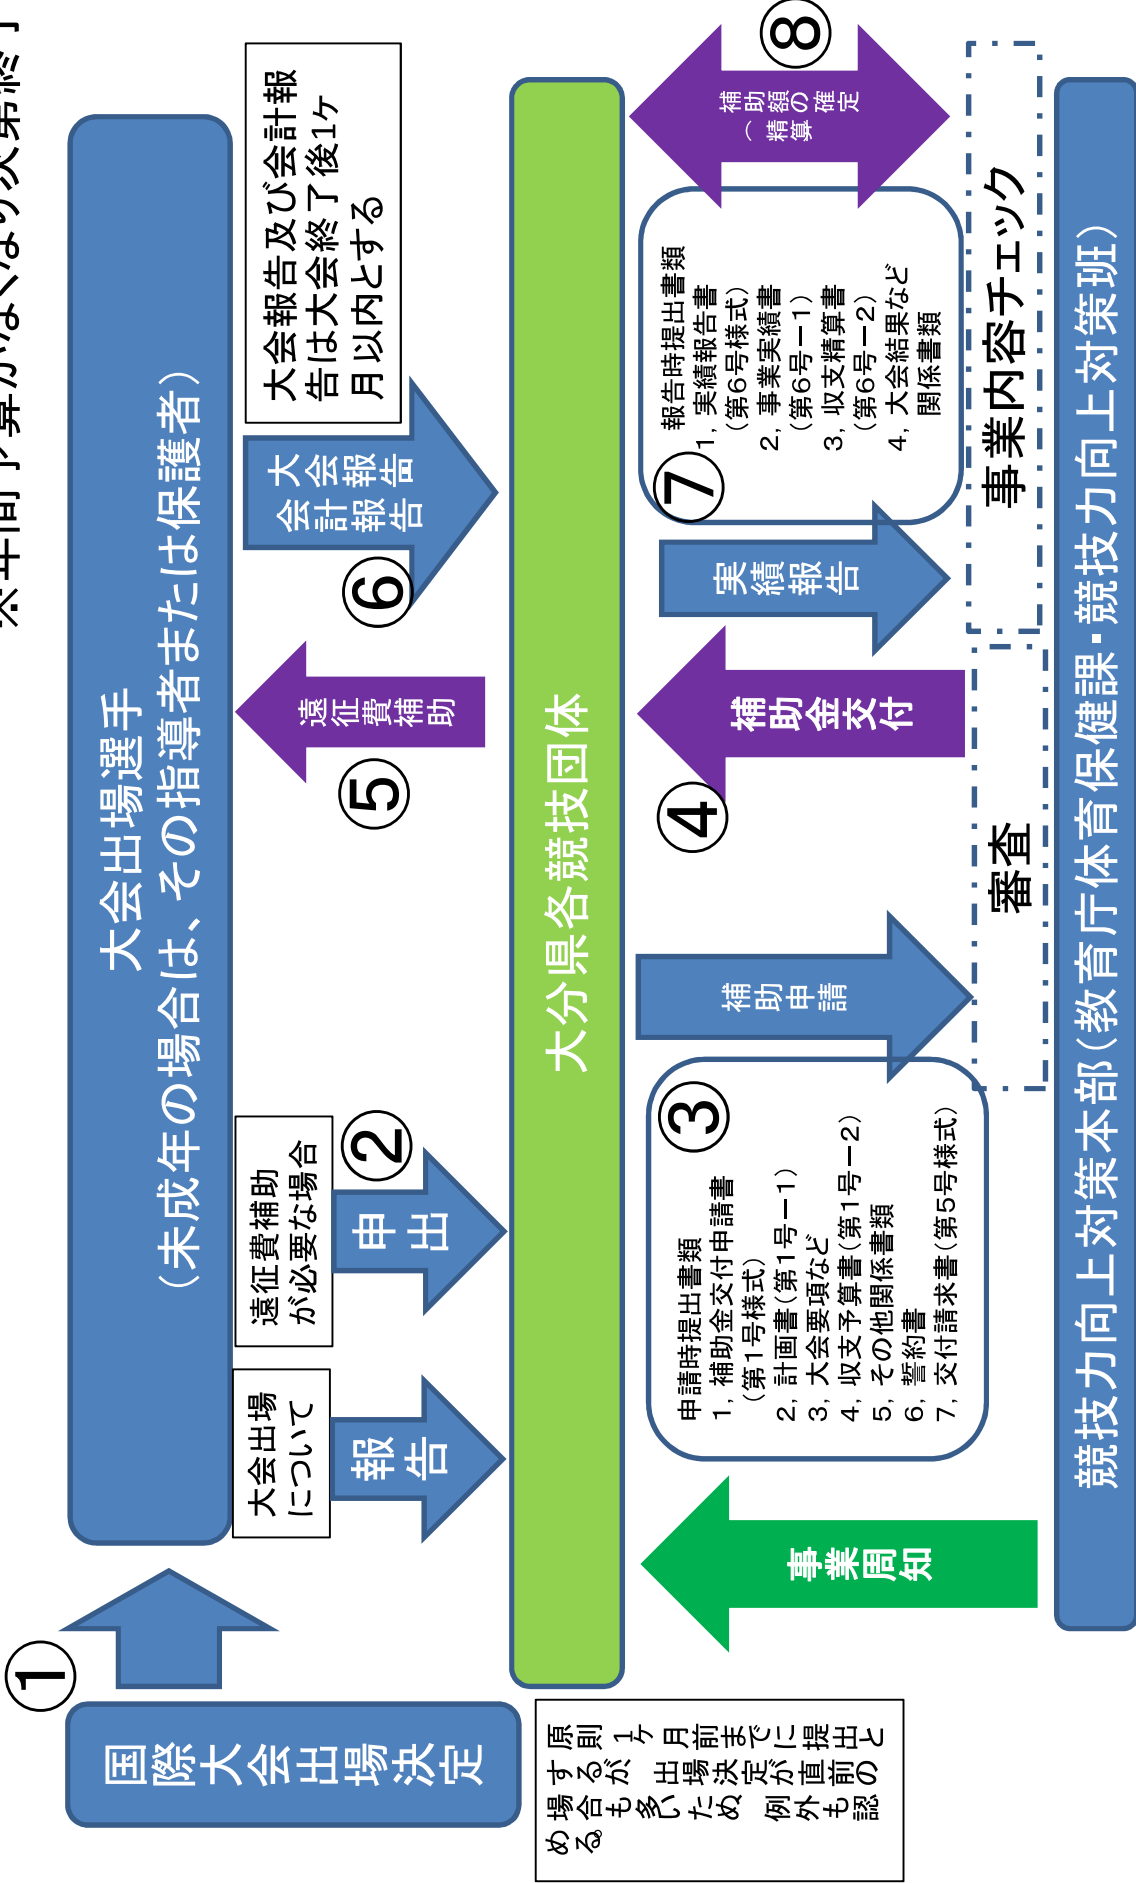 ※年間予算がなくなり次第終了
①
国際大会出場決定
大会出場選手
（未成年の場合は、その指導者または保護者）
大会出場
について
報
告
遠征費補助
が必要な場合
②
申
出
⑤
遠征費補助
⑥
大会報告
会計報告
大会報告及び会計報
告は大会終了後1ヶ
月以内とする
大分県各競技団体
原則　1ヶ月前までに提出と
するが、出場決定が直前の
場合も多いため　例外も認
める。
事業周知
③
申請時提出書類
1，補助金交付申請書
（第1号様式）
2，計画書（第1号ー1）
3，大会要項など
4，収支予算書（第1号ー2）
5，その他関係書類
6，誓約書
7，交付請求書（第5号様式）
補助申請
④
補助金交付
実績報告
⑦
報告時提出書類
1，実績報告書
（第6号様式）
2，事業実績書
（第6号ー1）
3，収支精算書
（第6号ー2）
4，大会結果など
関係書類
⑧
補助額の確定
（精算
審査
事業内容チェック
競技力向上対策本部（教育庁体育保健課・競技力向上対策班）